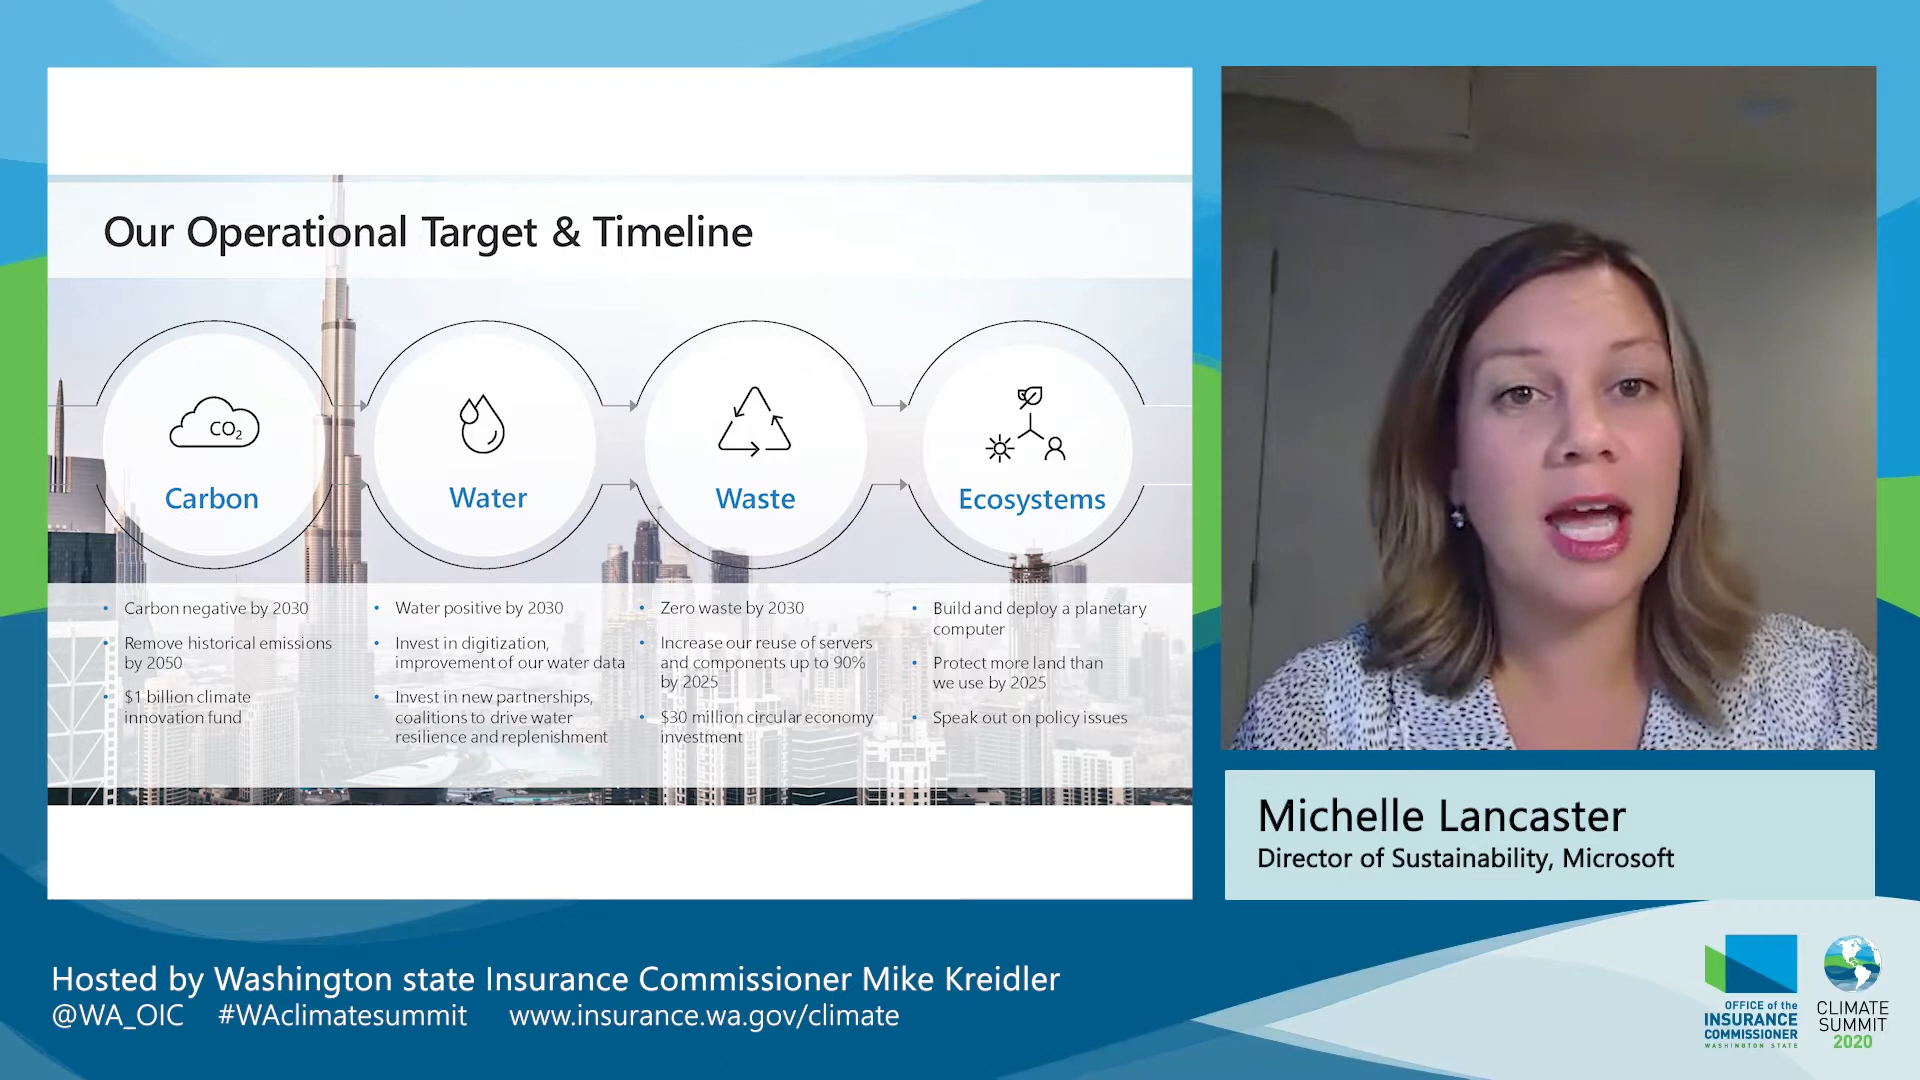 Our Operational Target & Timeline
CO₂
Carbon
Water
Waste
Ecosystems
• Carbon negative by 2030
• Remove historical emissions
by 2050
• $1 billion climate
innovation fund
• Water positive by 2030
• Invest in digitization,
improvement of our water data
• Invest in new partnerships,
coalitions to drive water
resilience and replenishment
• Zero waste by 2030
• Increase our reuse of servers
and components up to 90%
by 2025
• $30 million circular economy
investment
• Build and deploy a planetary
computer
• Protect more land than
we use by 2025
• Speak out on policy issues
Michelle Lancaster
Director of Sustainability, Microsoft
Hosted by Washington state Insurance Commissioner Mike Kreidler
@WA_OIC #WAclimatesummit www.insurance.wa.gov/climate
OFFICE of the
INSURANCE
COMMISSIONER
WASHINGTON STATE
CLIMATE
SUMMIT
2020